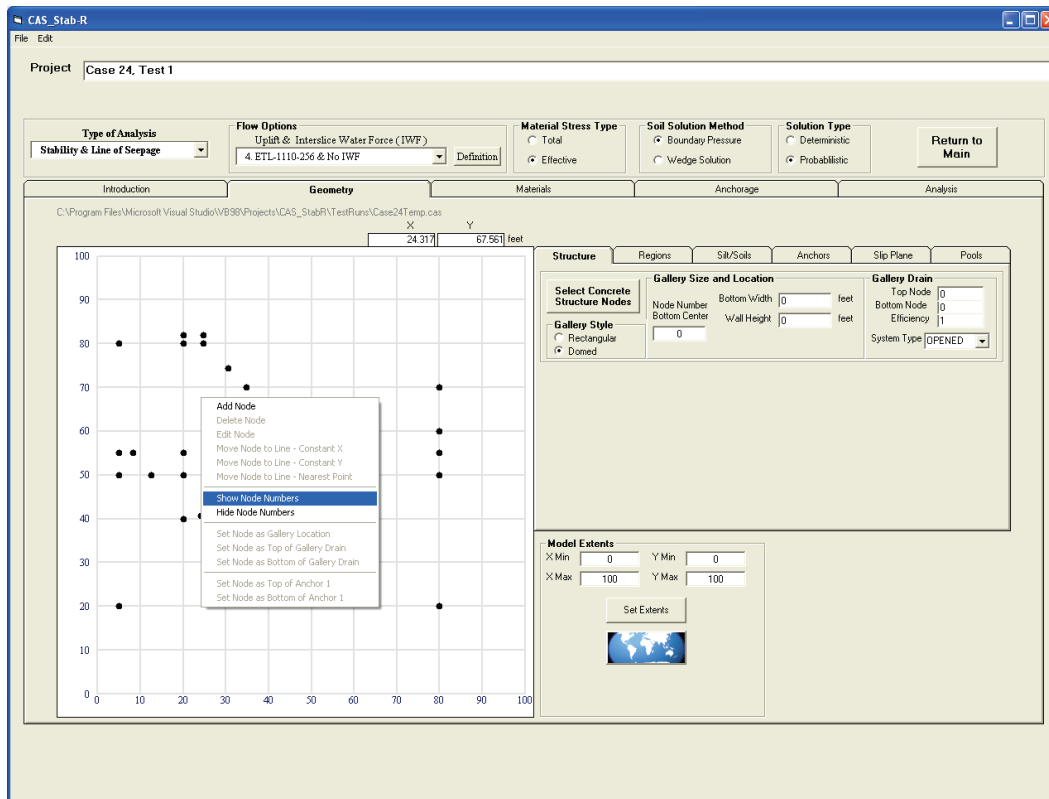 CAS_Stab-R
File Edit
Project Case 24, Test 1
Type of Analysis
Stability & Line of Seepage
Flow Options
Uplift & Interslice Water Force ( IWF )
4. ETL-1110-256 & No IWF
Definition
Material Stress Type
Total
Effective
Soil Solution Method
Boundary Pressure
Wedge Solution
Solution Type
Deterministic
Probabilistic
Return to
Main
Introduction Geometry Materials Anchorage Analysis
C:\Program Files\Microsoft Visual Studio\VB98\Projects\CAS_StabR\TestRuns\Case24Temp.cas
X Y
24.317 67.561 feet
100
90
80
70
60
50
40
30
20
10
0
0 10 20 30 40 50 60 70 80 90 100
Add Node
Delete Node
Edit Node
Move Node to Line - Constant X
Move Node to Line - Constant Y
Move Node to Line - Nearest Point
Show Node Numbers
Hide Node Numbers
Set Node as Gallery Location
Set Node as Top of Gallery Drain
Set Node as Bottom of Gallery Drain
Set Node as Top of Anchor 1
Set Node as Bottom of Anchor 1
Structure Regions Silt/Soils Anchors Slip Plane Pools
Select Concrete
Structure Nodes
Gallery Style
Rectangular
Domed
Gallery Size and Location
Node Number
Bottom Center
0
Bottom Width 0 feet
Wall Height 0 feet
Gallery Drain
Top Node 0
Bottom Node 0
Efficiency 1
System Type OPENED
Model Extents
X Min 0 Y Min 0
X Max 100 Y Max 100
Set Extents